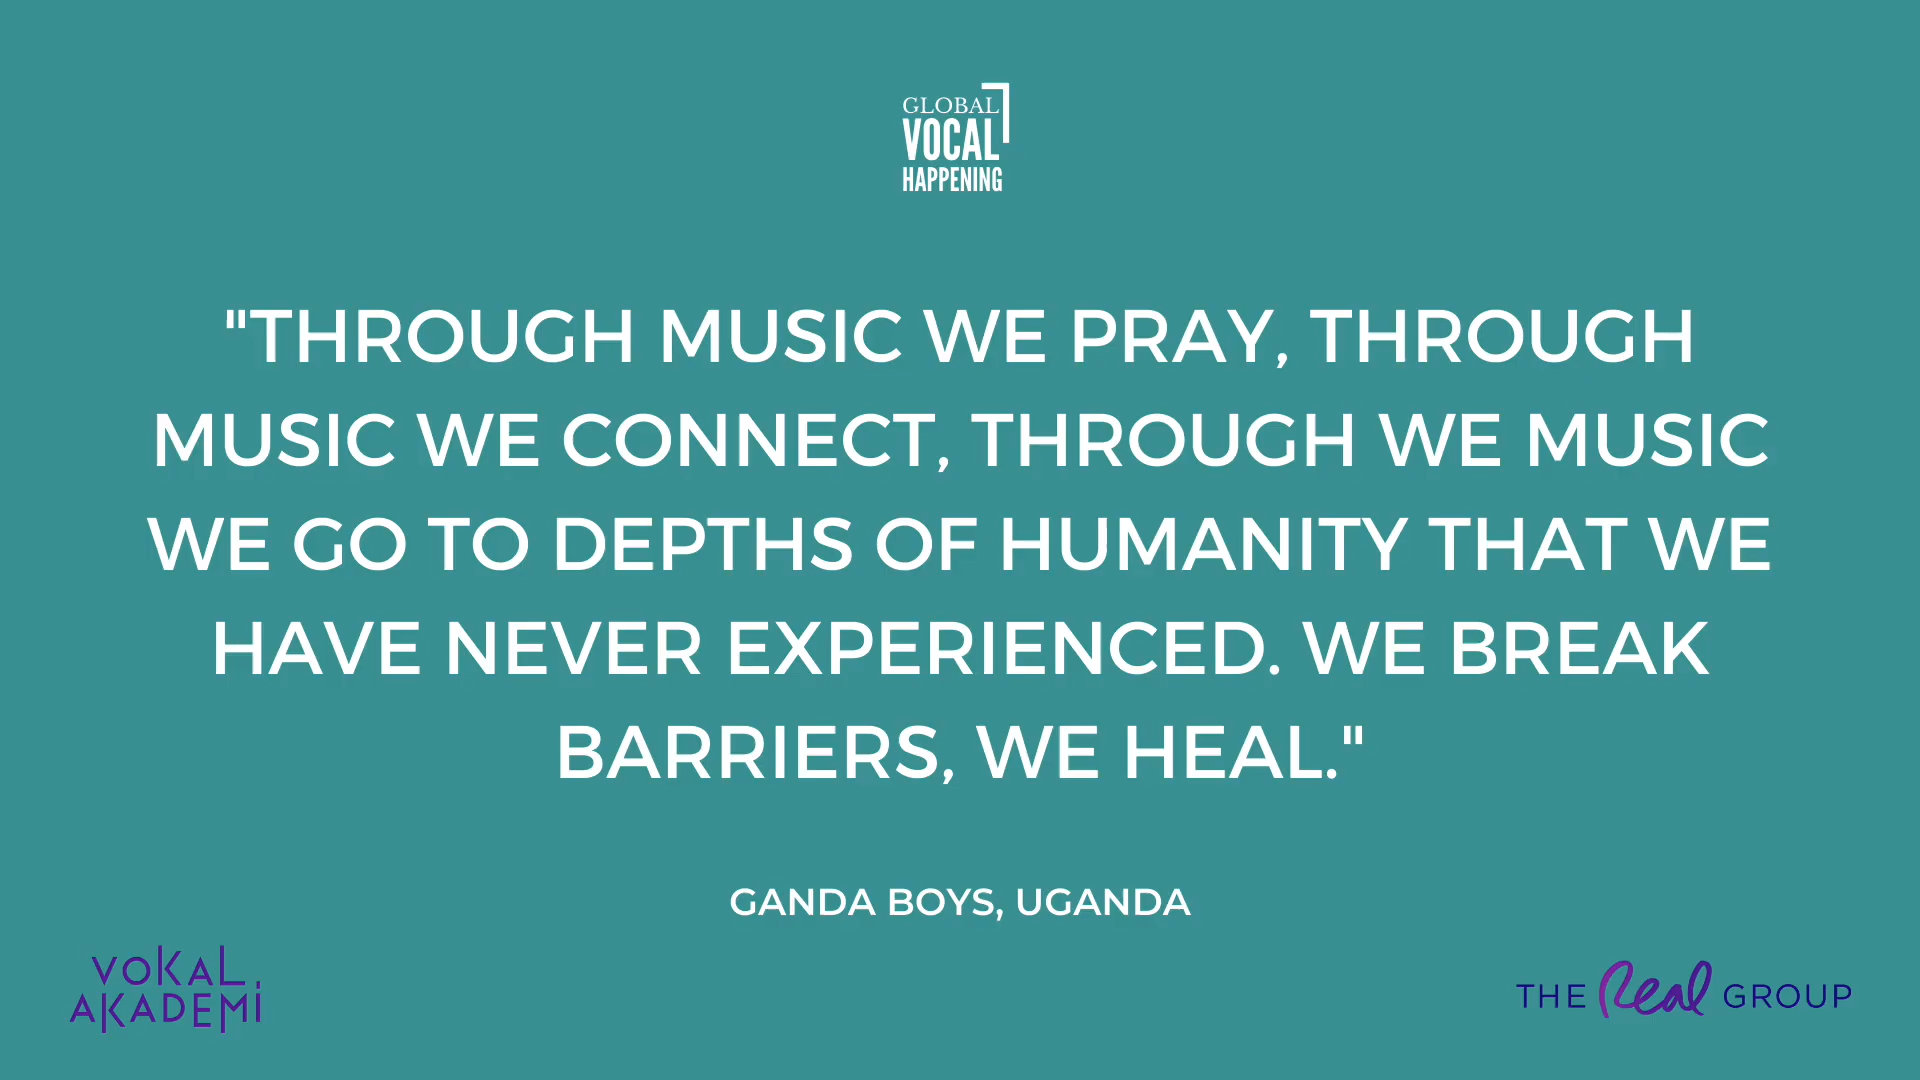 GLOBAL
VOCAL
HAPPENING
"THROUGH MUSIC WE PRAY, THROUGH
MUSIC WE CONNECT, THROUGH WE MUSIC
WE GO TO DEPTHS OF HUMANITY THAT WE
HAVE NEVER EXPERIENCED. WE BREAK
BARRIERS, WE HEAL."
GANDA BOYS, UGANDA
VOKAL
AKADEMi
THE Real GROUP